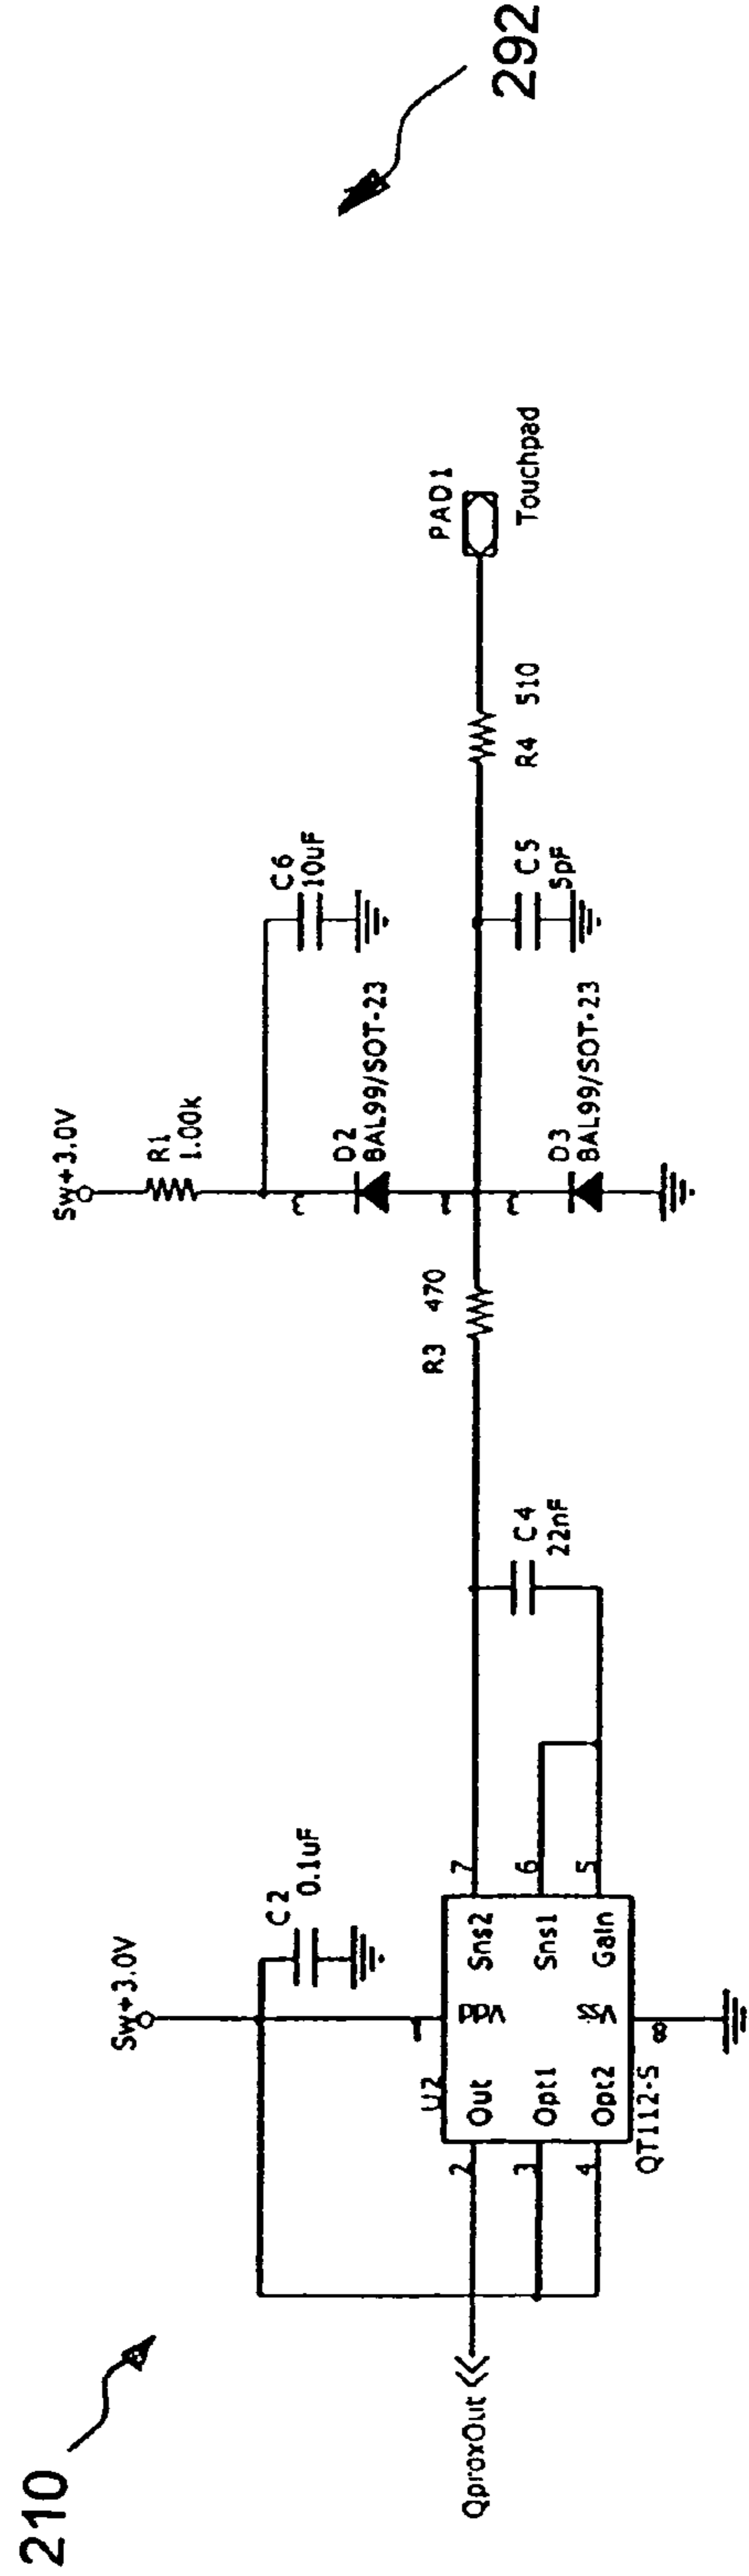 210
292
Sw+3.0V
C2
0.1uF
U2
1
2
Out
3
Opt1
4
Opt2
7
Sns2
6
Sns1
5
Gain
8
QT112-S
QproxOut
C4
22nF
R3 470
Sw+3.0V
R1
1.00k
C6
10uF
D2
BAL99/SOT-23
D3
BAL99/SOT-23
C5
5pF
R4 510
PAD1
Touchpad